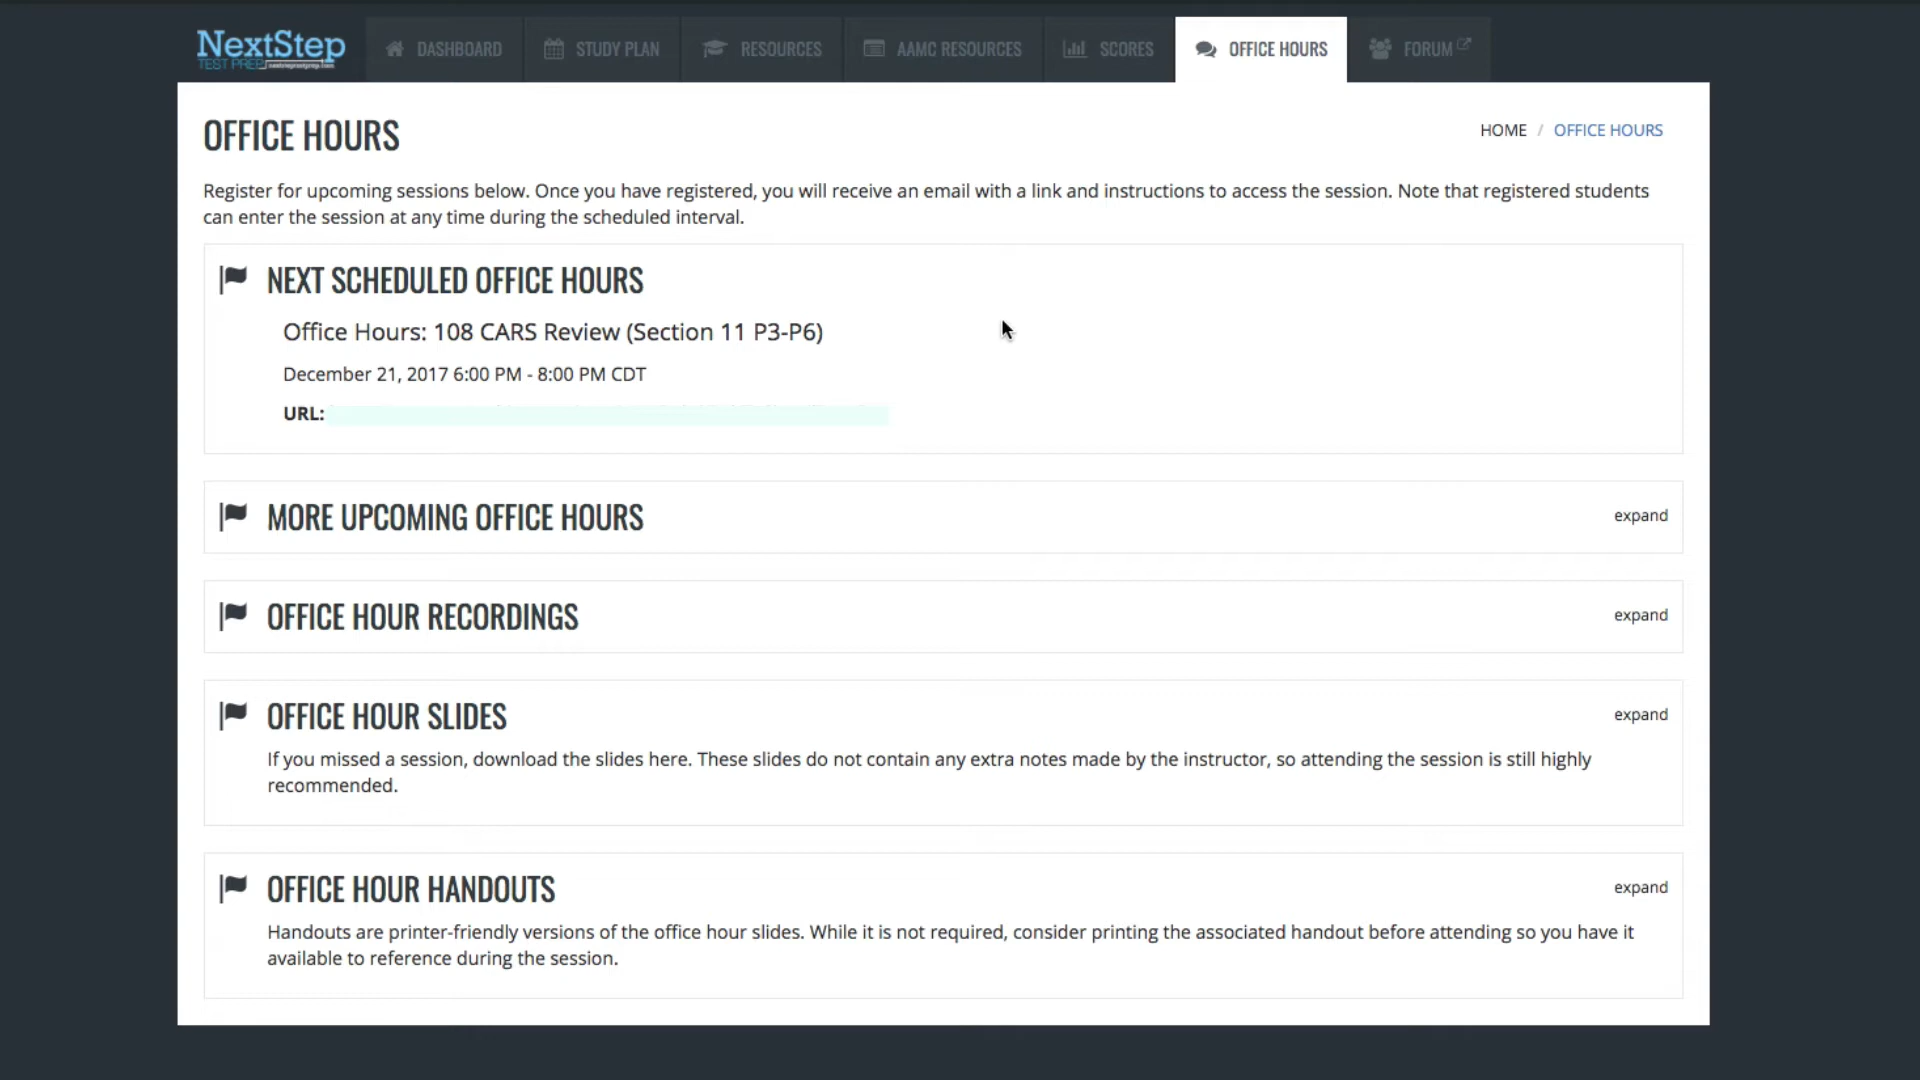 NextStep
TEST PREP
DASHBOARD
STUDY PLAN
RESOURCES
AAMC RESOURCES
SCORES
OFFICE HOURS
FORUM
OFFICE HOURS
HOME / OFFICE HOURS
Register for upcoming sessions below. Once you have registered, you will receive an email with a link and instructions to access the session. Note that registered students
can enter the session at any time during the scheduled interval.
NEXT SCHEDULED OFFICE HOURS
Office Hours: 108 CARS Review (Section 11 P3-P6)
December 21, 2017 6:00 PM - 8:00 PM CDT
URL:
MORE UPCOMING OFFICE HOURS
expand
OFFICE HOUR RECORDINGS
expand
OFFICE HOUR SLIDES
expand
If you missed a session, download the slides here. These slides do not contain any extra notes made by the instructor, so attending the session is still highly
recommended.
OFFICE HOUR HANDOUTS
expand
Handouts are printer-friendly versions of the office hour slides. While it is not required, consider printing the associated handout before attending so you have it
available to reference during the session.